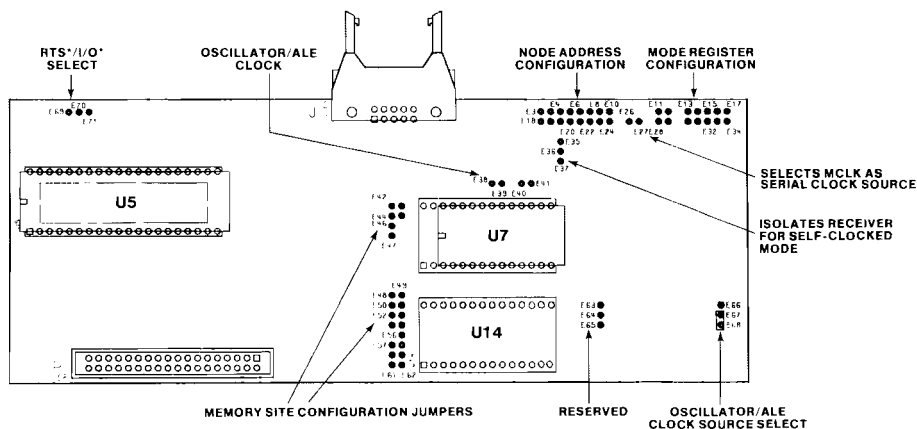 RTS*/I/O*
SELECT
OSCILLATOR/ALE
CLOCK
NODE ADDRESS
CONFIGURATION
MODE REGISTER
CONFIGURATION
E70
E69
E71
E4 E6 E8 E10
E3
E26
E11
E13 E15 E17
E18
E20 E22 E24
E27 E28
E32 E34
E35
E36
E37
SELECTS MCLK AS
SERIAL CLOCK SOURCE
E38
E41
E39 E40
ISOLATES RECEIVER
FOR SELF-CLOCKED
MODE
U5
E42
E44
E46
E47
U7
E49
E48
E50
E52
E56
E57
E61 E62
U14
E63
E64
E65
E66
E67
E68
MEMORY SITE CONFIGURATION JUMPERS
RESERVED
OSCILLATOR/ALE
CLOCK SOURCE SELECT